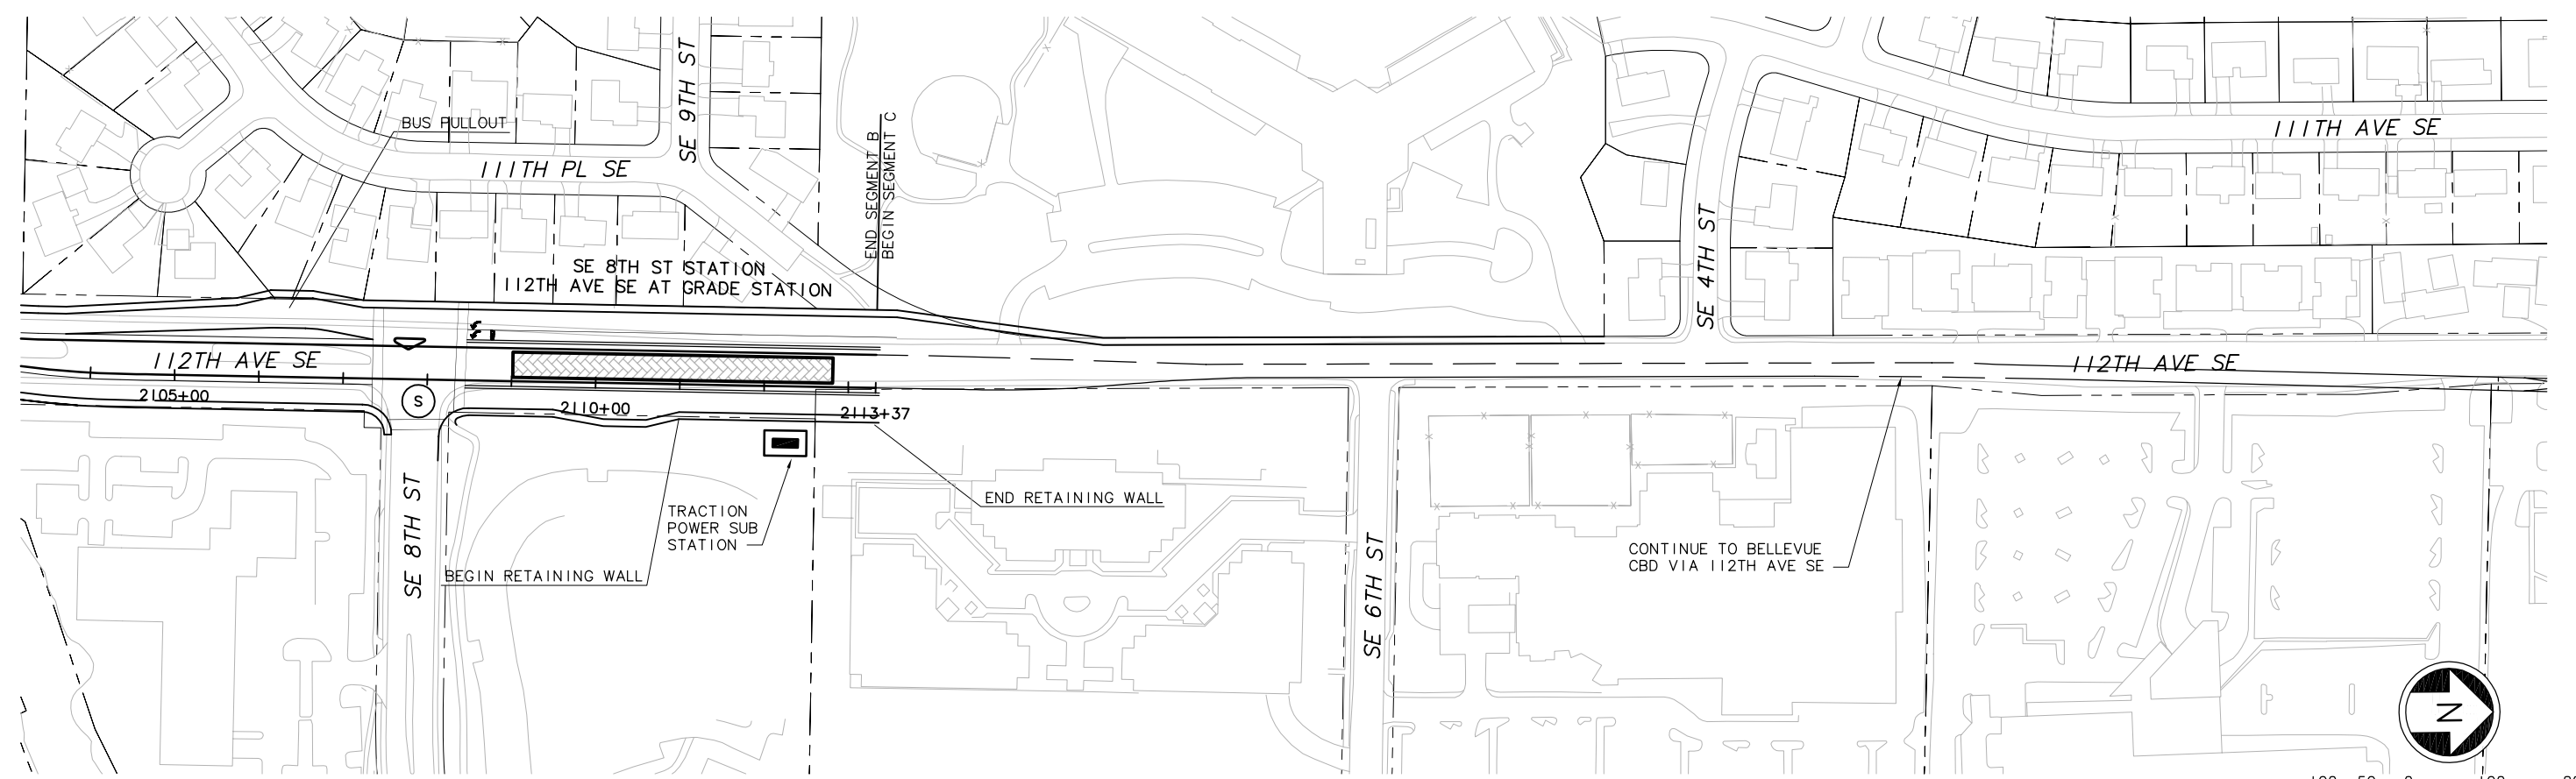 BUS PULLOUT
SE 9TH ST
111TH PL SE
END SEGMENT B
BEGIN SEGMENT C
111TH AVE SE
SE 4TH ST
SE 8TH ST STATION
112TH AVE SE AT GRADE STATION
112TH AVE SE
112TH AVE SE
2105+00
S
2110+00
2113+37
SE 8TH ST
TRACTION
POWER SUB
STATION
END RETAINING WALL
BEGIN RETAINING WALL
SE 6TH ST
CONTINUE TO BELLEVUE
CBD VIA 112TH AVE SE
N